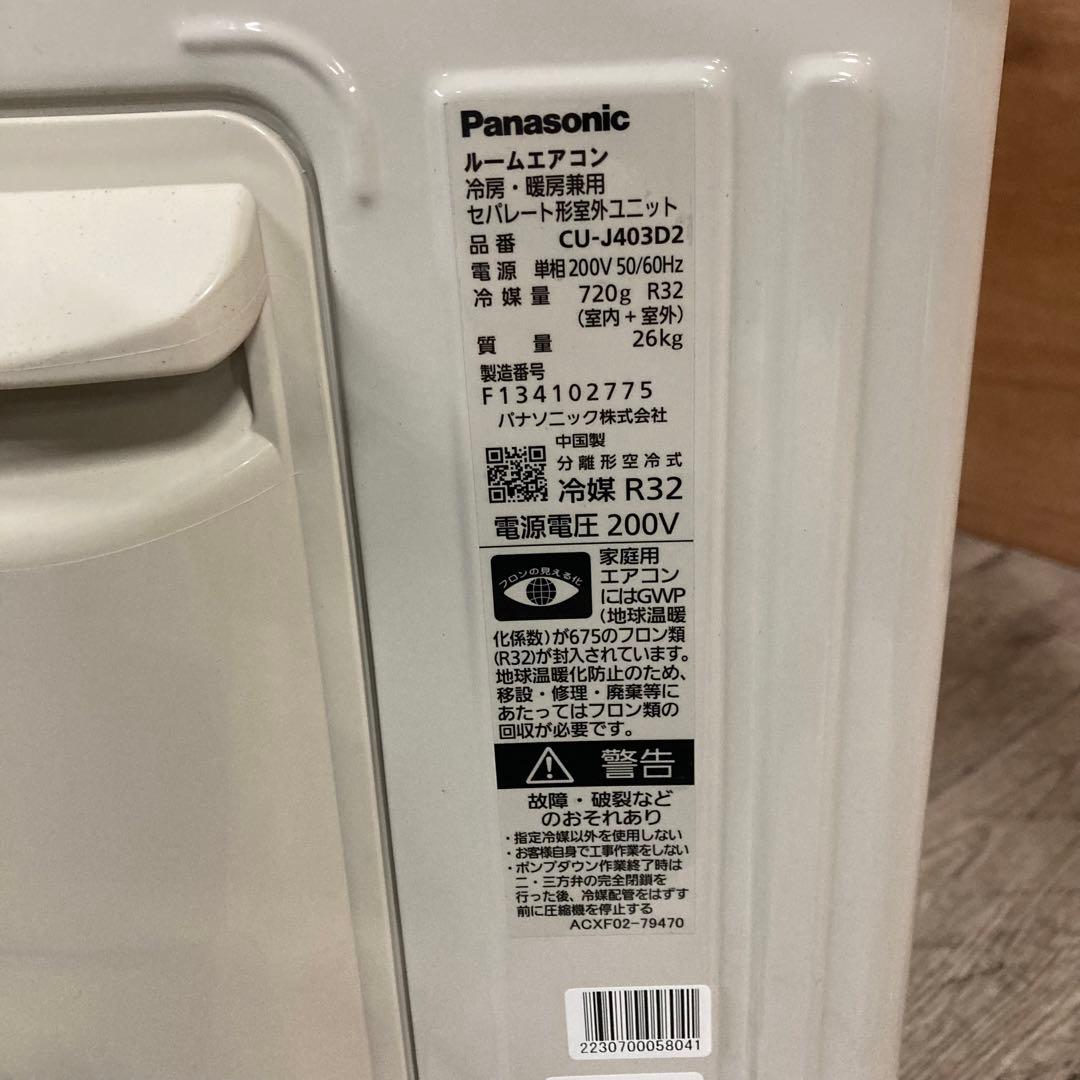 Panasonic
ルームエアコン
冷房・暖房兼用
セパレート形室外ユニット
品番 CU-J403D2
電源 単相200V 50/60Hz
冷媒量 720g R32
(室内+室外)
質量 26kg
製造番号
F134102775
パナソニック株式会社
中国製
分離形空冷式
冷媒 R32
電源電圧 200V
フロンの見える化
家庭用
エアコン
にはGWP
(地球温暖
化係数)が675のフロン類
(R32)が封入されています。
地球温暖化防止のため、
移設・修理・廃棄等に
あたってはフロン類の
回収が必要です。
警告
故障・破裂など
のおそれあり
・指定冷媒以外を使用しない
・お客様自身で工事作業をしない
・ポンプダウン作業終了時は
二・三方弁の完全閉鎖を
行った後、冷媒配管をはずす
前に圧縮機を停止する
ACXF02-79470
2230700058041